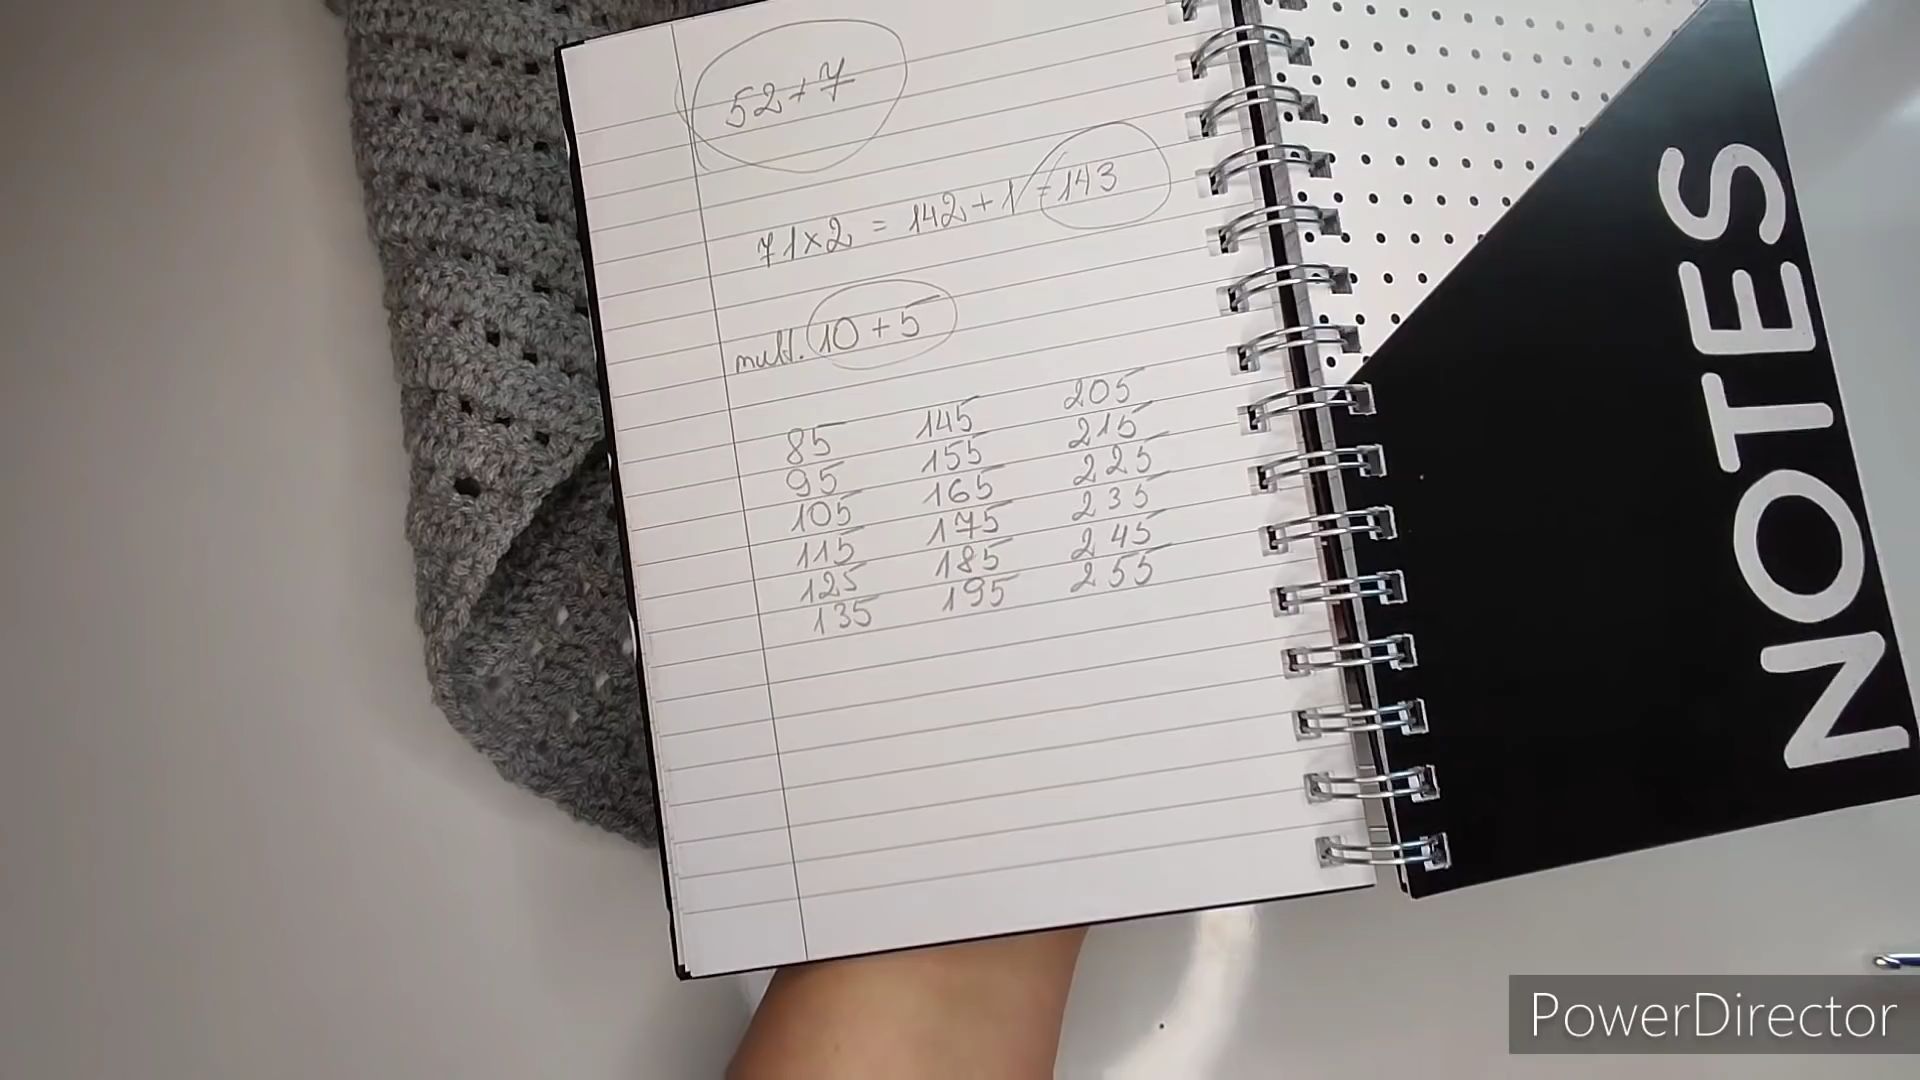 52+7
71x2 = 142+1 = 143
mult. 10 + 5
85 145 205
95 155 215
105 165 225
115 175 235
125 185 245
135 195 255
NOTES
PowerDirector